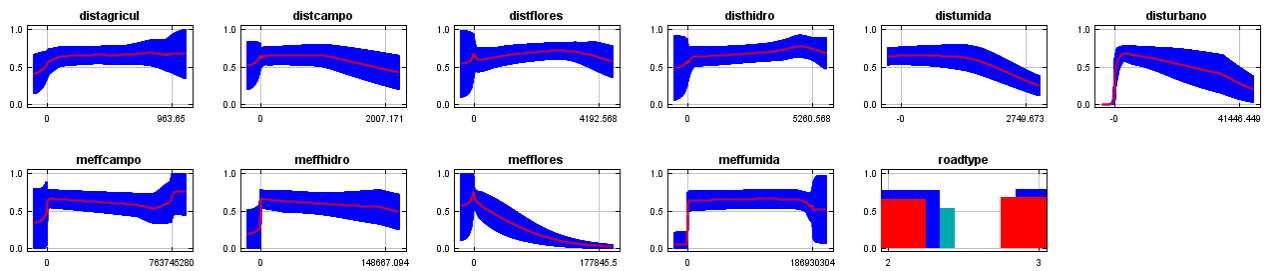 distagricul distcampo distflores disthidro distumida disturbano
1.0 1.0 1.0 1.0 1.0 1.0
0.5 0.5 0.5 0.5 0.5 0.5
0.0 0.0 0.0 0.0 0.0 0.0
0 963.65 0 2007.171 0 4192.568 0 5260.568 -0 2749.673 -0 41446.449
meffcampo meffhidro mefflores meffumida roadtype
1.0 1.0 1.0 1.0 1.0
0.5 0.5 0.5 0.5 0.5
0.0 0.0 0.0 0.0 0.0
0 763745280 0 148667.094 0 177845.5 0 186930304 2 3